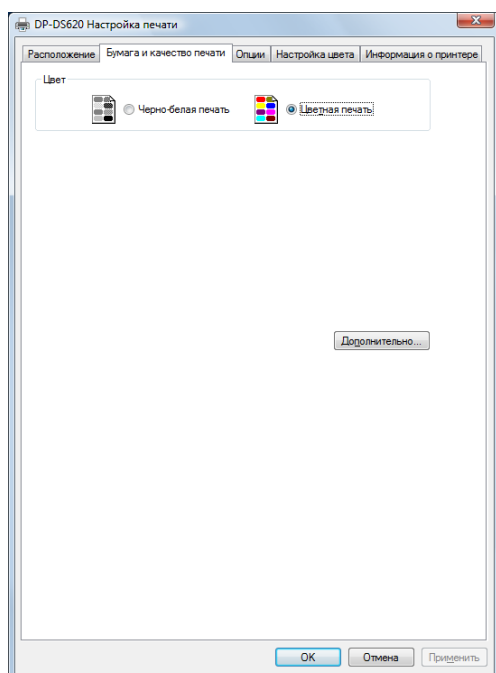 DP-DS620 Настройка печати
Расположение Бумага и качество печати Опции Настройка цвета Информация о принтере
Цвет
Черно-белая печать Цветная печать
Дополнительно...
OK Отмена Применить